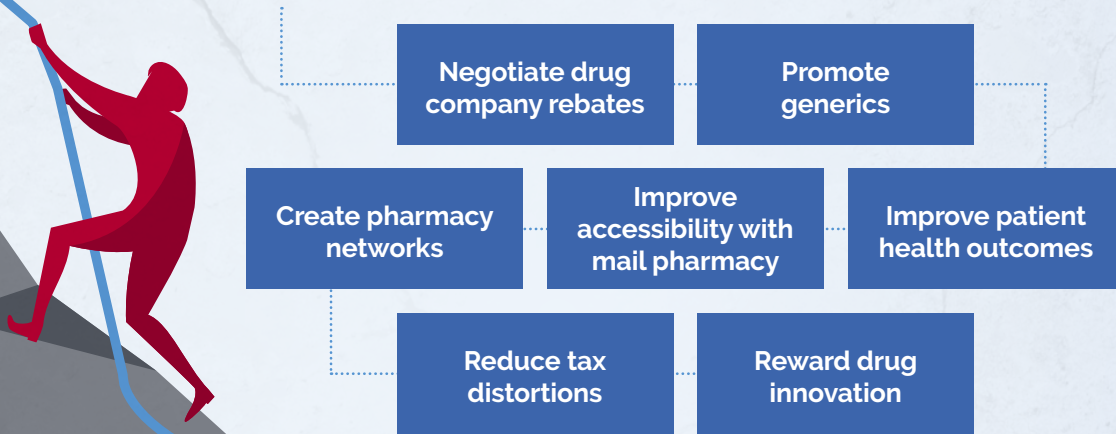 Negotiate drug
company rebates
Promote
generics
Create pharmacy
networks
Improve
accessibility with
mail pharmacy
Improve patient
health outcomes
Reduce tax
distortions
Reward drug
innovation